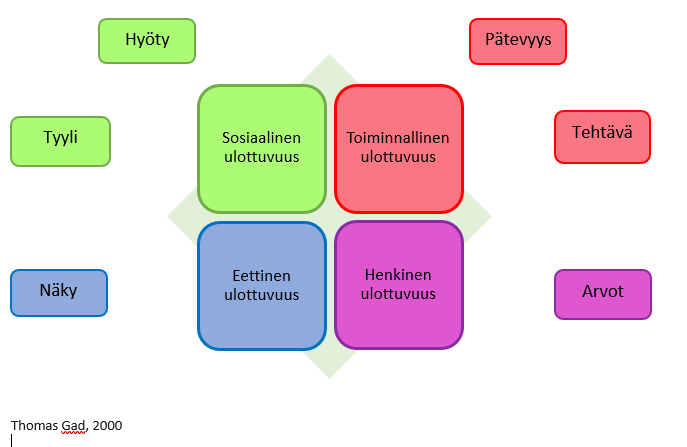 Hyöty
Pätevyys
Tyyli
Tehtävä
Sosiaalinen
ulottuvuus
Toiminnallinen
ulottuvuus
Eettinen
ulottuvuus
Henkinen
ulottuvuus
Näky
Arvot
Thomas Gad, 2000